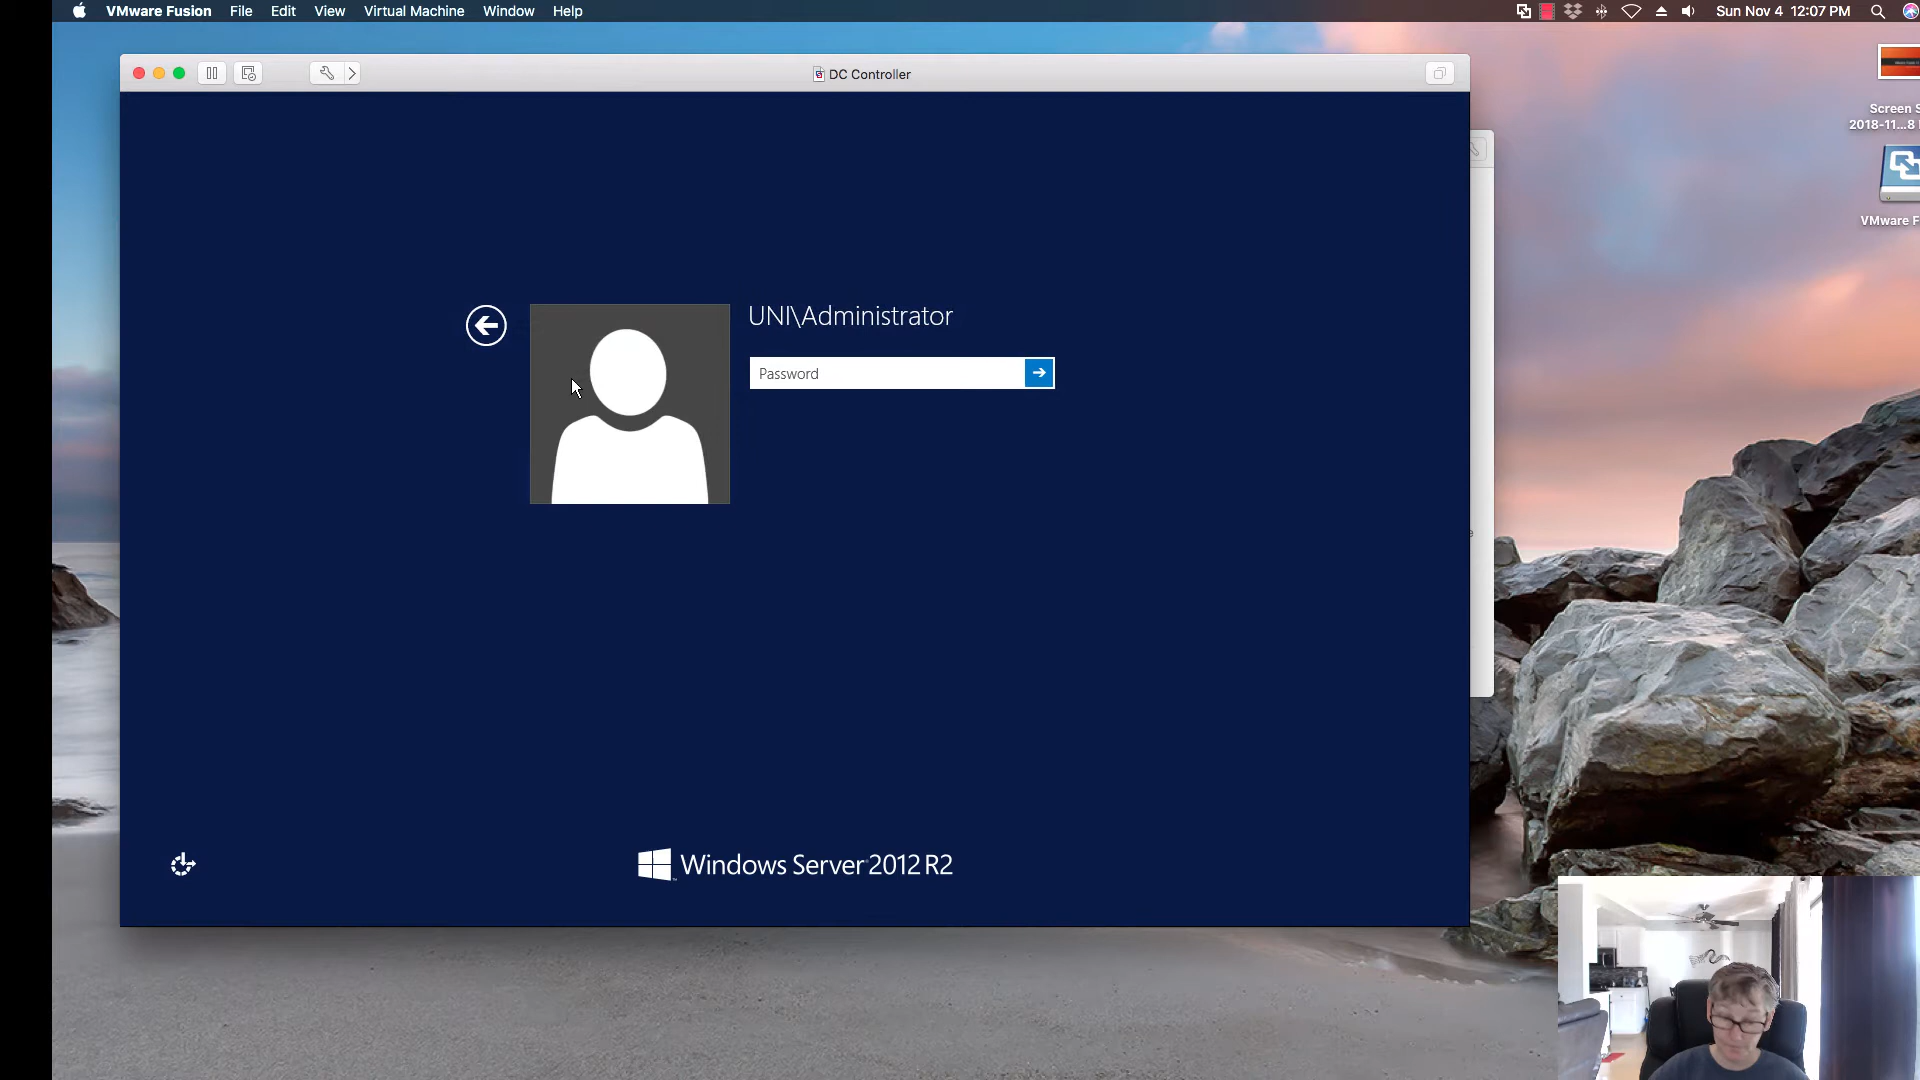 VMware Fusion File Edit View Virtual Machine Window Help
Sun Nov 4 12:07 PM
DC Controller
Screen S
2018-11...8
VMware F
UNI\Administrator
Password
e
Windows Server 2012 R2